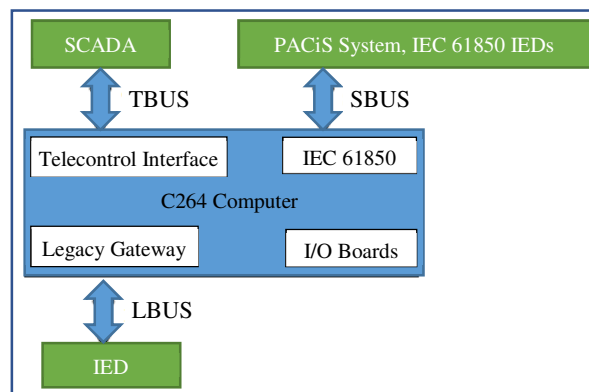 SCADA
PACiS System, IEC 61850 IEDs
TBUS
SBUS
Telecontrol Interface
IEC 61850
C264 Computer
Legacy Gateway
I/O Boards
LBUS
IED